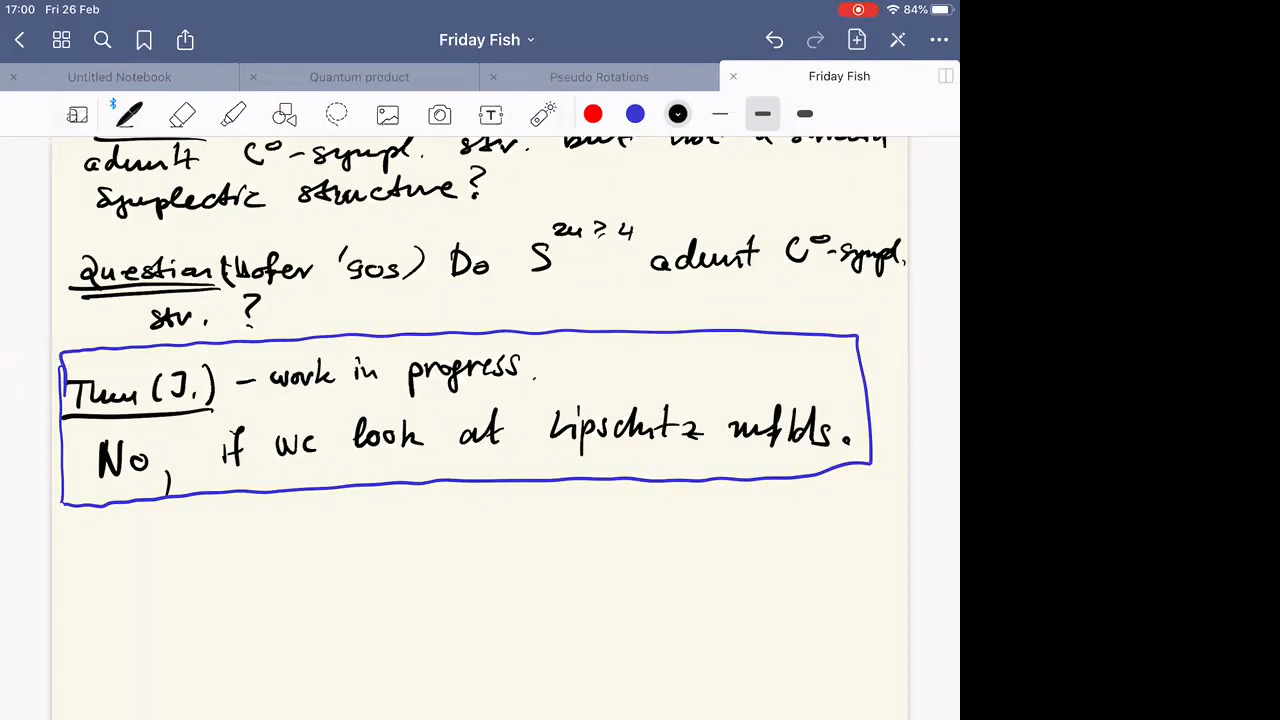 17:00 Fri 26 Feb
84%
Friday Fish
Untitled Notebook
Quantum product
Pseudo Rotations
Friday Fish
admit C⁰-sympl. str. but not a smooth
symplectic structure?
Question (Hofer '90s) Do S^{2n ≥ 4} admit C⁰-sympl.
str. ?
Thm (J.) - work in progress.
No, if we look at Lipschitz mflds.